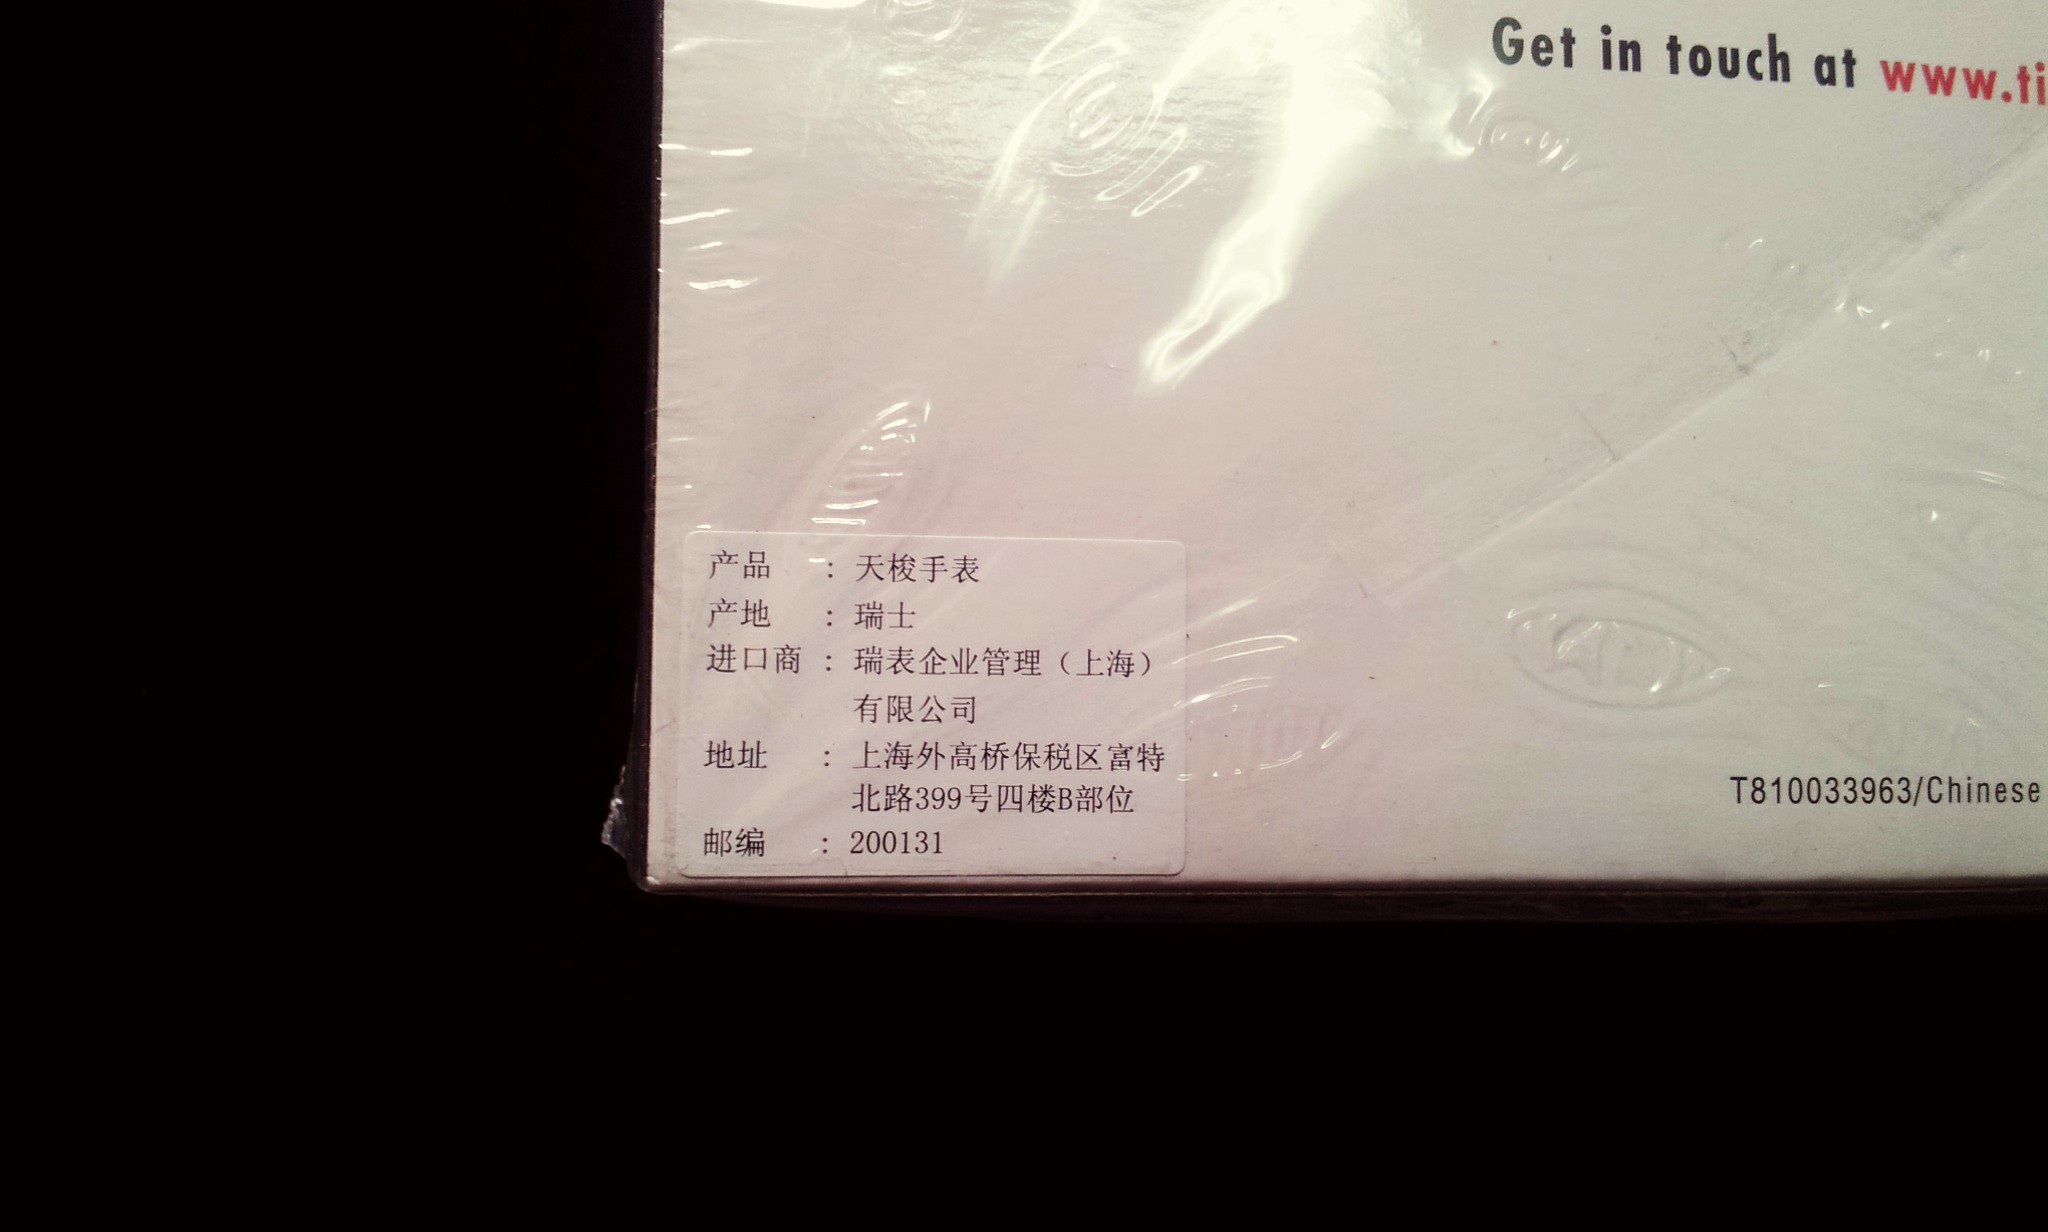 Get in touch at www.ti
产品 : 天梭手表
产地 : 瑞士
进口商 : 瑞表企业管理（上海）
有限公司
地址 : 上海外高桥保税区富特
北路399号四楼B部位
邮编 : 200131
T810033963/Chinese